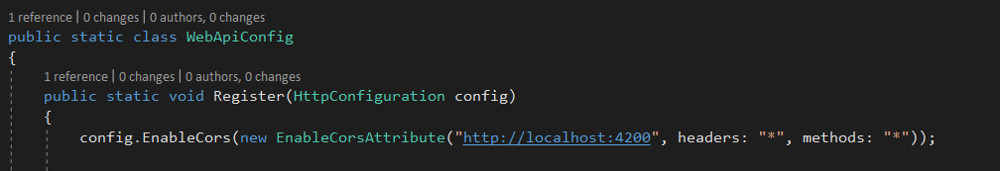 1 reference | 0 changes | 0 authors, 0 changes
public static class WebApiConfig
{
1 reference | 0 changes | 0 authors, 0 changes
public static void Register(HttpConfiguration config)
{
config.EnableCors(new EnableCorsAttribute("http://localhost:4200", headers: "*", methods: "*"));